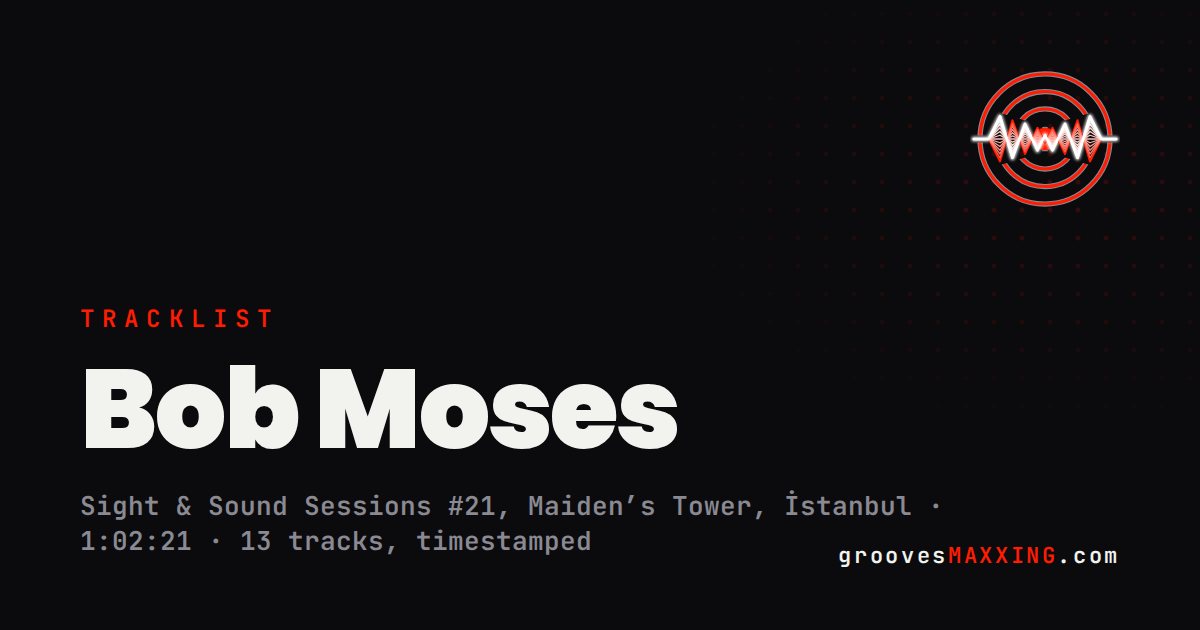 TRACKLIST
Bob Moses
Sight & Sound Sessions #21, Maiden’s Tower, İstanbul ·
1:02:21 · 13 tracks, timestamped
groovesMAXXING.com